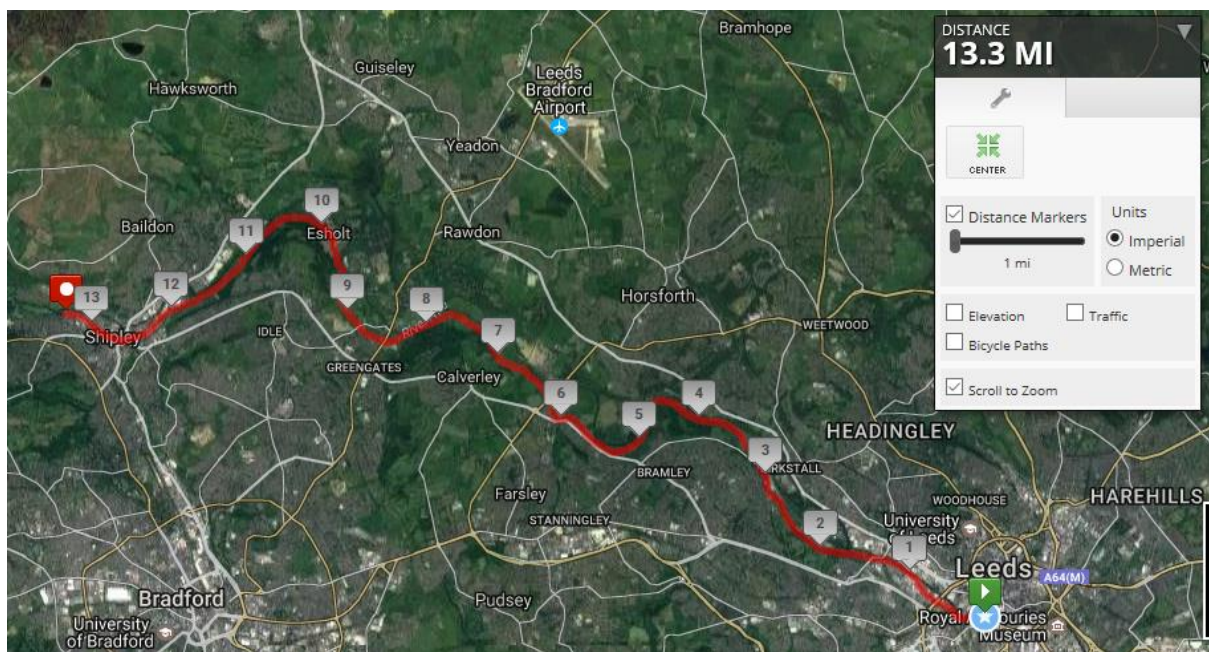 Bramhope
Guiseley
Hawksworth
Leeds
Bradford
Airport
Yeadon
Baildon
Esholt
Rawdon
10
11
12
13
9
8
7
Horsforth
Shipley
IDLE
WEETWOOD
GREENGATES
Calverley
6
5
4
3
HEADINGLEY
BRAMLEY
Farsley
STANNINGLEY
WOODHOUSE
HAREHILLS
2
1
University
Leeds
A64(M)
Bradford
Pudsey
University
of Bradford
Royal
Museum
DISTANCE
13.3 MI
CENTER
Distance Markers
1 mi
Units
Imperial
Metric
Elevation
Traffic
Bicycle Paths
Scroll to Zoom